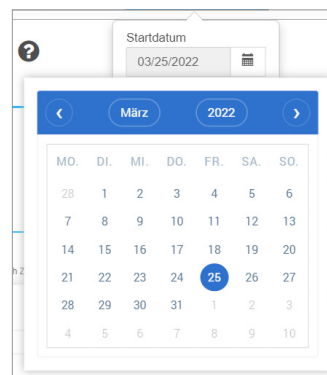 Startdatum
03/25/2022
März 2022
MO. DI. MI. DO. FR. SA. SO.
28 1 2 3 4 5 6
7 8 9 10 11 12 13
14 15 16 17 18 19 20
21 22 23 24 25 26 27
28 29 30 31 1 2 3
4 5 6 7 8 9 10